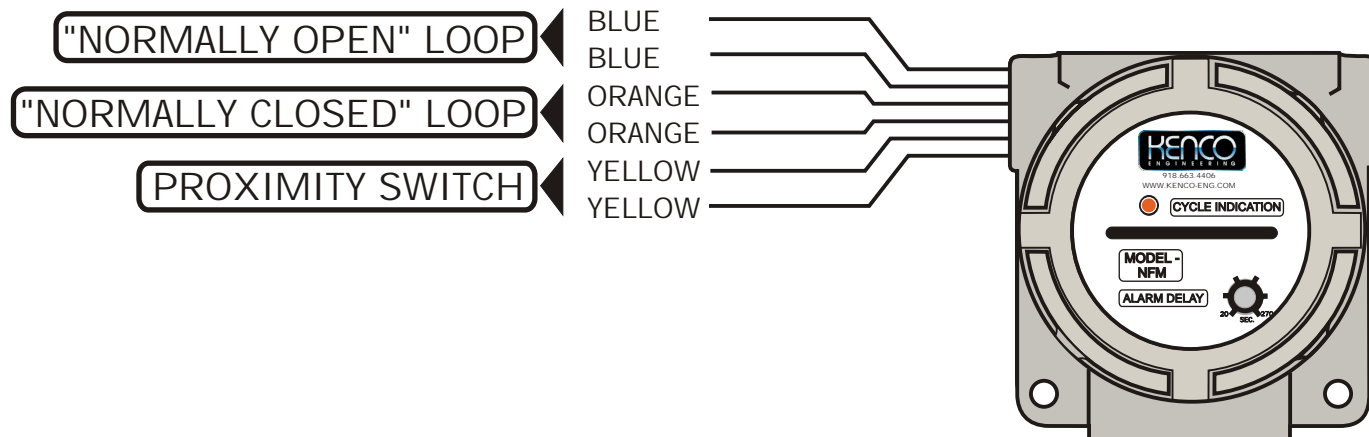 "NORMALLY OPEN" LOOP
BLUE
BLUE
"NORMALLY CLOSED" LOOP
ORANGE
ORANGE
PROXIMITY SWITCH
YELLOW
YELLOW
KENCO
ENGINEERING
918.663.4406
WWW.KENCO-ENG.COM
CYCLE INDICATION
MODEL -
NFM
ALARM DELAY
20 270
SEC.